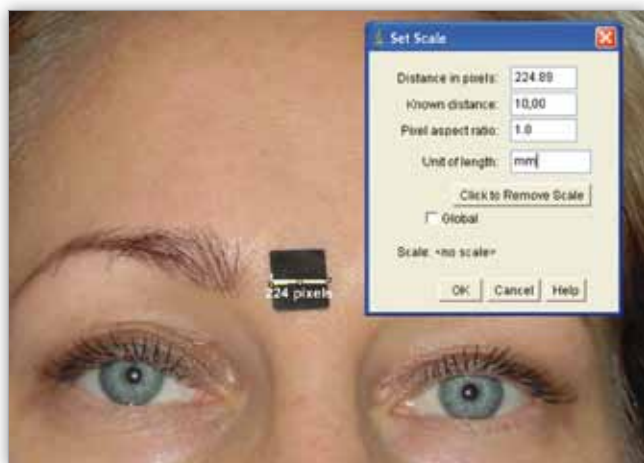 Set Scale
Distance in pixels: 224.89
Known distance: 10,00
Pixel aspect ratio: 1.0
Unit of length: mm
Click to Remove Scale
Global
Scale: <no scale>
OK Cancel Help
224 pixels